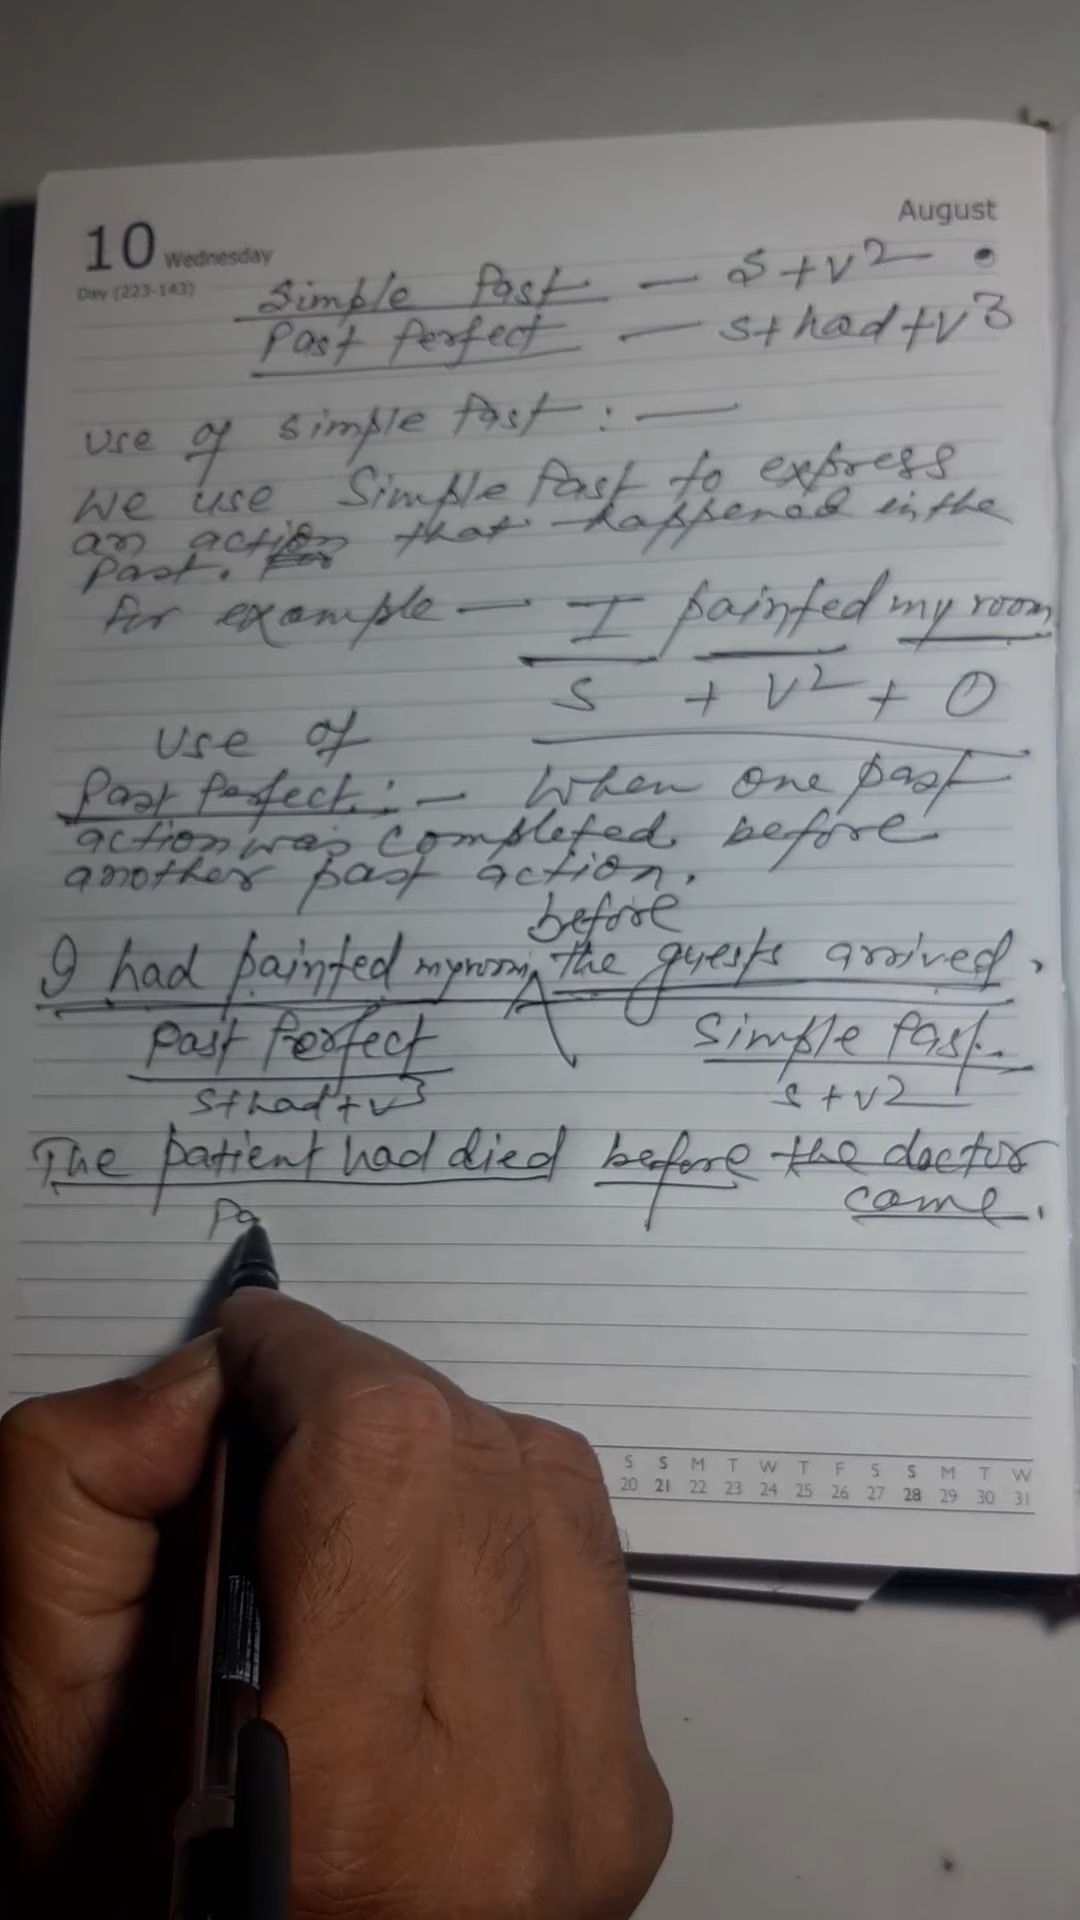 August
10 Wednesday
Day (223-143)
Simple Past — S+V2
Past Perfect — S+had+V3
Use of Simple Past : —
We use Simple Past to express
an action that happened in the
Past.
For example — I painted my room
S + V2 + O
Use of
Past Perfect : — When one past
action was completed before
another past action.
before
I had painted my room, the guests arrived.
Past Perfect Simple Past.
S+had+V3 S+V2
The patient had died before the doctor
came.
Pa
S S M T W T F S S M T W
20 21 22 23 24 25 26 27 28 29 30 31